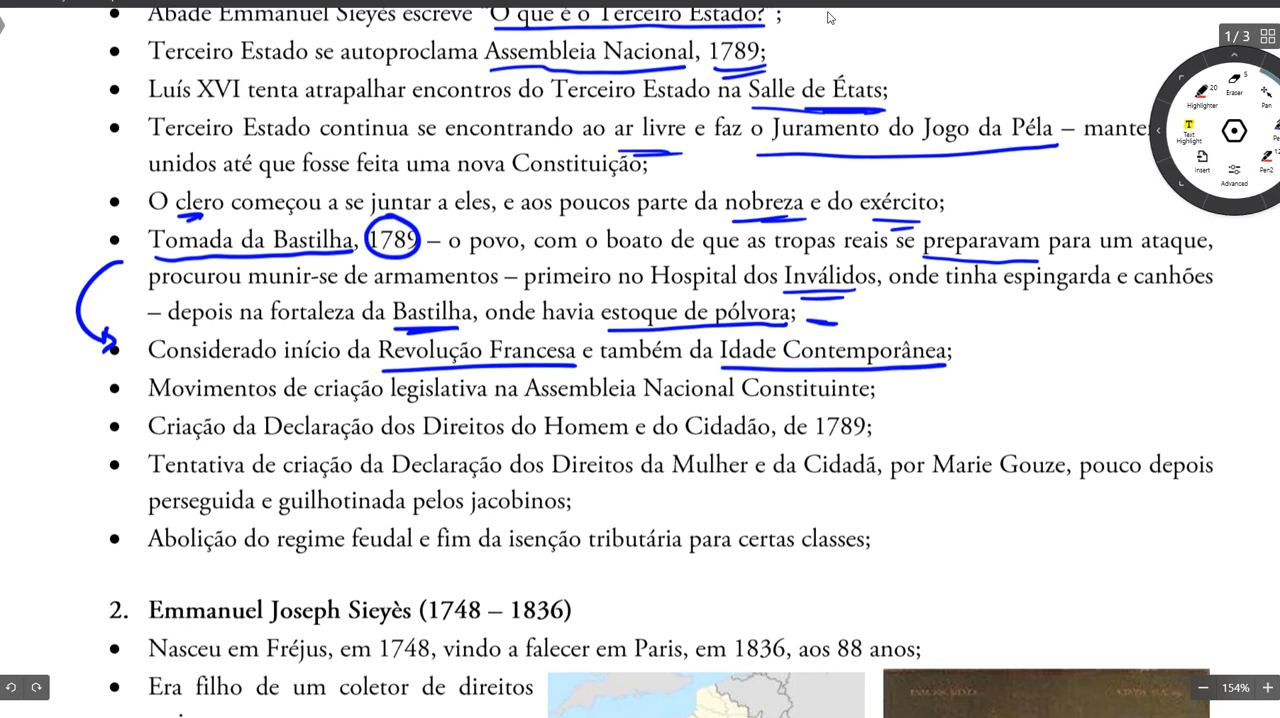 • Abade Emmanuel Sieyès escreve "O que é o Terceiro Estado?";
1 / 3
• Terceiro Estado se autoproclama Assembleia Nacional, 1789;
• Luís XVI tenta atrapalhar encontros do Terceiro Estado na Salle de États;
• Terceiro Estado continua se encontrando ao ar livre e faz o Juramento do Jogo da Péla –
unidos até que fosse feita uma nova Constituição;
• O clero começou a se juntar a eles, e aos poucos parte da nobreza e do exército;
• Tomada da Bastilha, 1789 – o povo, com o boato de que as tropas reais se preparavam para um ataque,
procurou munir-se de armamentos – primeiro no Hospital dos Inválidos, onde tinha espingarda e canhões
– depois na fortaleza da Bastilha, onde havia estoque de pólvora;
• Considerado início da Revolução Francesa e também da Idade Contemporânea;
• Movimentos de criação legislativa na Assembleia Nacional Constituinte;
• Criação da Declaração dos Direitos do Homem e do Cidadão, de 1789;
• Tentativa de criação da Declaração dos Direitos da Mulher e da Cidadã, por Marie Gouze, pouco depois
perseguida e guilhotinada pelos jacobinos;
• Abolição do regime feudal e fim da isenção tributária para certas classes;
2. Emmanuel Joseph Sieyès (1748 – 1836)
• Nasceu em Fréjus, em 1748, vindo a falecer em Paris, em 1836, aos 88 anos;
• Era filho de um coletor de direitos
154%
20
Highlighter
5
Eraser
Pan
Text
Highlight
Insert
Advanced
Pen2